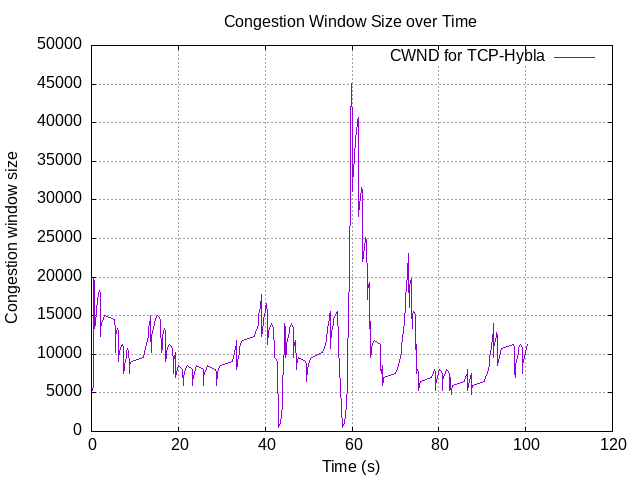 Congestion Window Size over Time
50000
CWND for TCP-Hybla
45000
40000
35000
30000
25000
20000
15000
10000
5000
0
Congestion window size
0 20 40 60 80 100 120
Time (s)